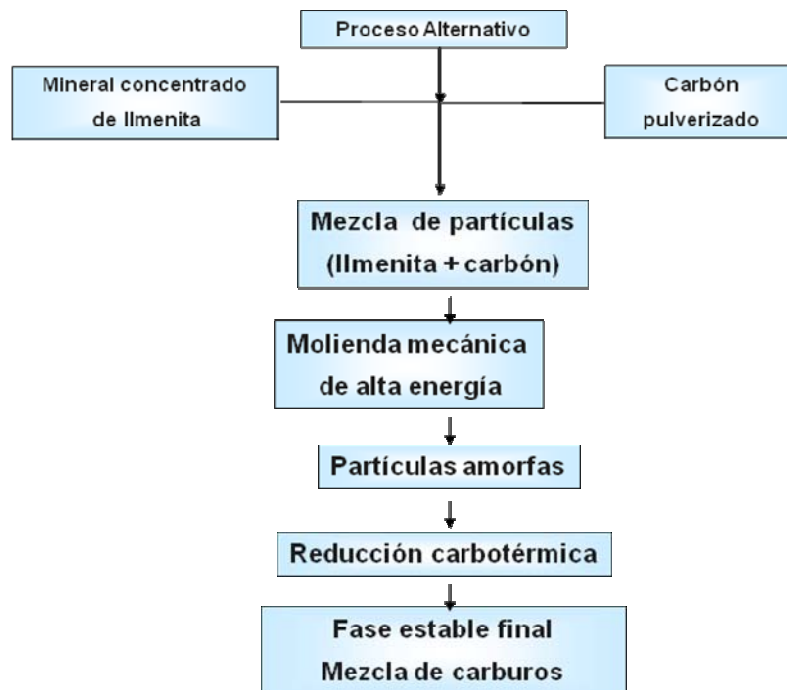 Proceso Alternativo
Mineral concentrado
de Ilmenita
Carbón
pulverizado
Mezcla de partículas
(Ilmenita + carbón)
Molienda mecánica
de alta energía
Partículas amorfas
Reducción carbotérmica
Fase estable final
Mezcla de carburos